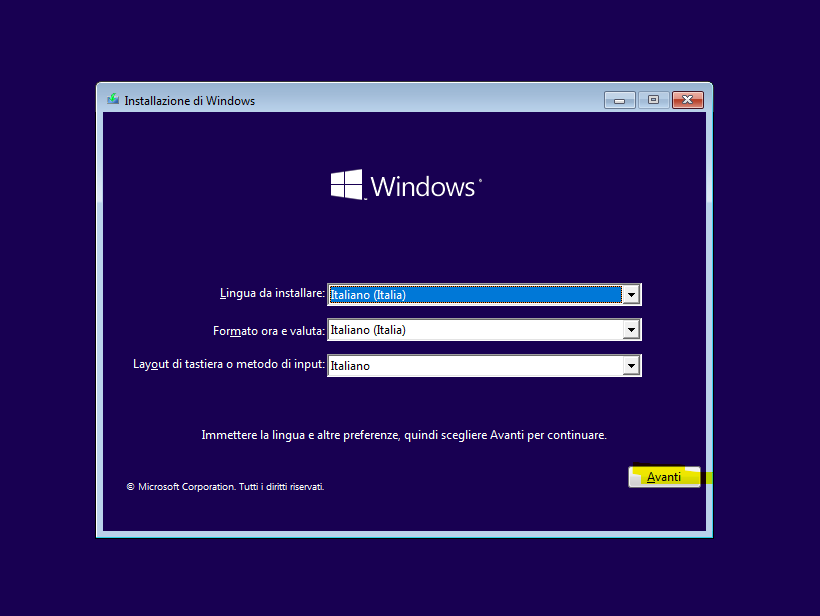 Installazione di Windows
Windows
Lingua da installare: Italiano (Italia)
Formato ora e valuta: Italiano (Italia)
Layout di tastiera o metodo di input: Italiano
Immettere la lingua e altre preferenze, quindi scegliere Avanti per continuare.
Avanti
© Microsoft Corporation. Tutti i diritti riservati.